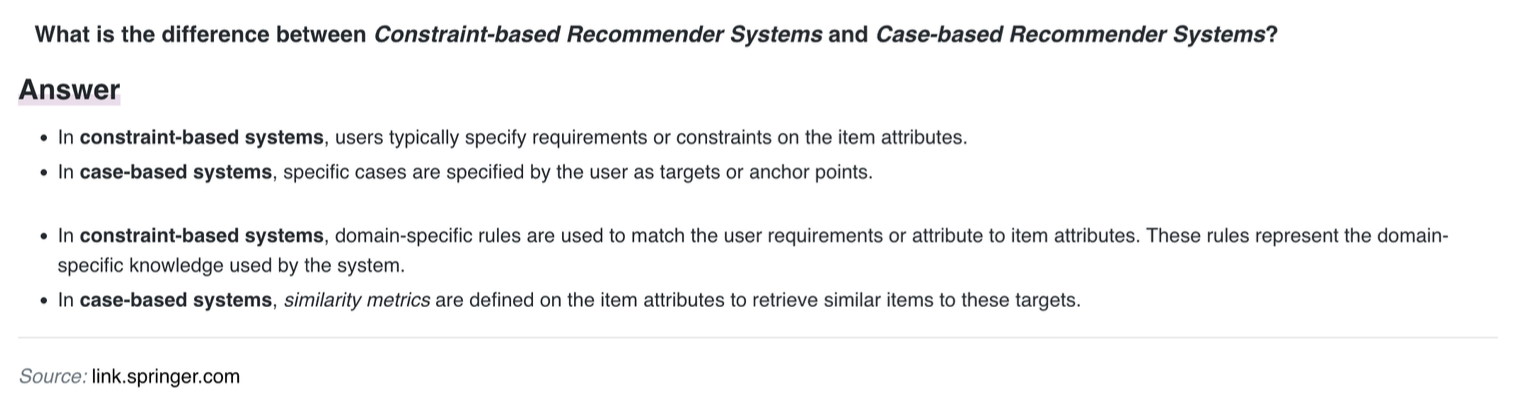 What is the difference between Constraint-based Recommender Systems and Case-based Recommender Systems?
Answer
• In constraint-based systems, users typically specify requirements or constraints on the item attributes.
• In case-based systems, specific cases are specified by the user as targets or anchor points.
• In constraint-based systems, domain-specific rules are used to match the user requirements or attribute to item attributes. These rules represent the domain-
specific knowledge used by the system.
• In case-based systems, similarity metrics are defined on the item attributes to retrieve similar items to these targets.
Source: link.springer.com